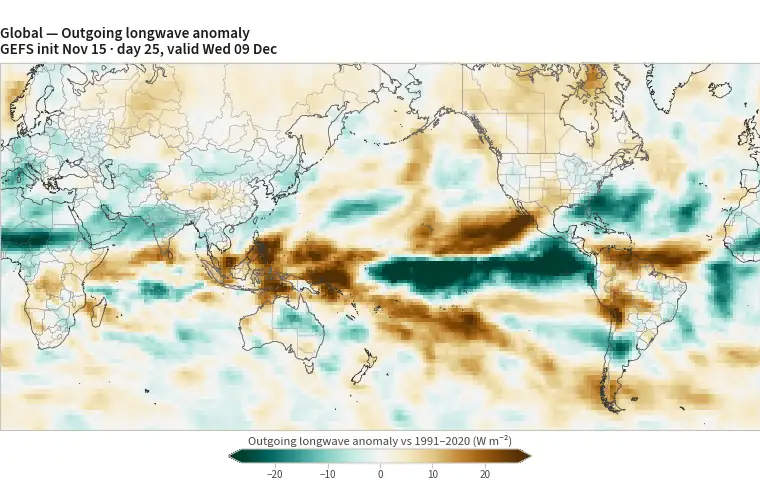 Global — Outgoing longwave anomaly
GEFS init Nov 15 · day 25, valid Wed 09 Dec
Outgoing longwave anomaly vs 1991–2020 (W m⁻²)
−20 −10 0 10 20